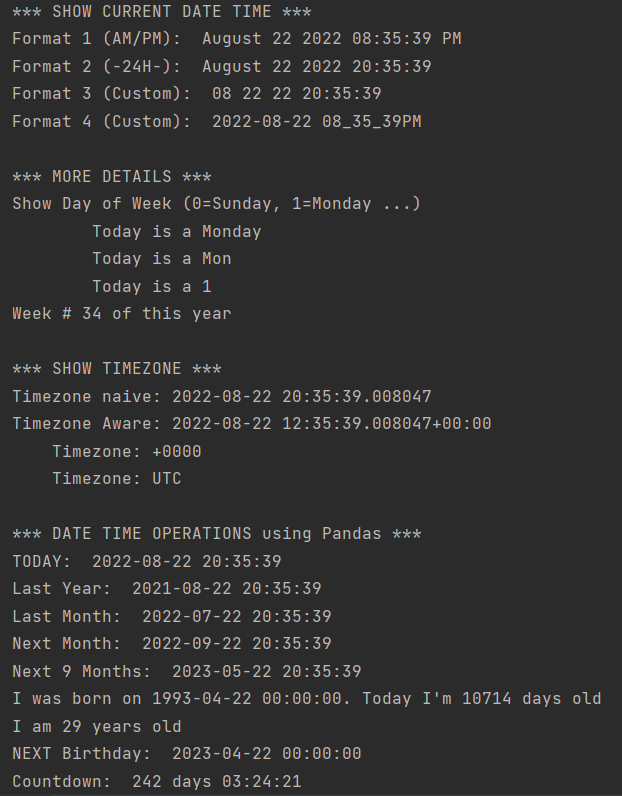 *** SHOW CURRENT DATE TIME ***
Format 1 (AM/PM):  August 22 2022 08:35:39 PM
Format 2 (-24H-):  August 22 2022 20:35:39
Format 3 (Custom):  08 22 22 20:35:39
Format 4 (Custom):  2022-08-22 08_35_39PM

*** MORE DETAILS ***
Show Day of Week (0=Sunday, 1=Monday ...)
        Today is a Monday
        Today is a Mon
        Today is a 1
Week # 34 of this year

*** SHOW TIMEZONE ***
Timezone naive: 2022-08-22 20:35:39.008047
Timezone Aware: 2022-08-22 12:35:39.008047+00:00
    Timezone: +0000
    Timezone: UTC

*** DATE TIME OPERATIONS using Pandas ***
TODAY:  2022-08-22 20:35:39
Last Year:  2021-08-22 20:35:39
Last Month:  2022-07-22 20:35:39
Next Month:  2022-09-22 20:35:39
Next 9 Months:  2023-05-22 20:35:39
I was born on 1993-04-22 00:00:00. Today I'm 10714 days old
I am 29 years old
NEXT Birthday:  2023-04-22 00:00:00
Countdown:  242 days 03:24:21